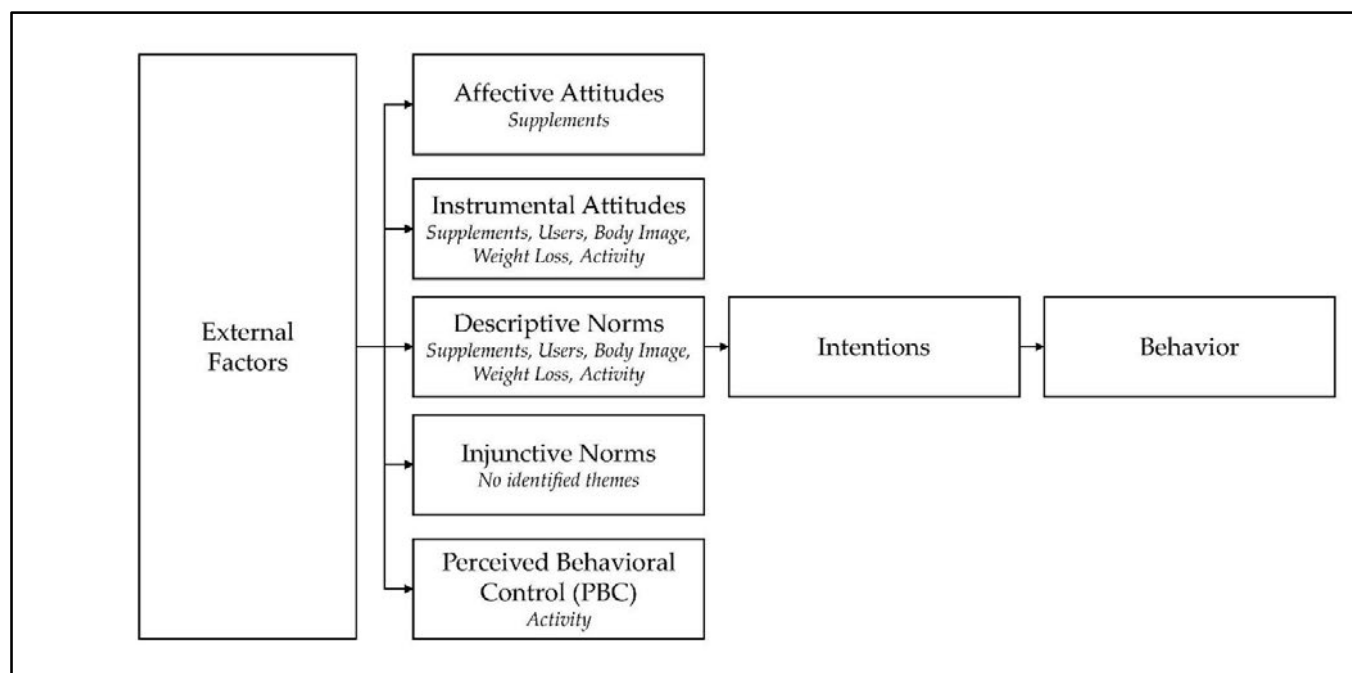 External
Factors
Affective Attitudes
Supplements
Instrumental Attitudes
Supplements, Users, Body Image,
Weight Loss, Activity
Descriptive Norms
Supplements, Users, Body Image,
Weight Loss, Activity
Injunctive Norms
No identified themes
Perceived Behavioral
Control (PBC)
Activity
Intentions
Behavior